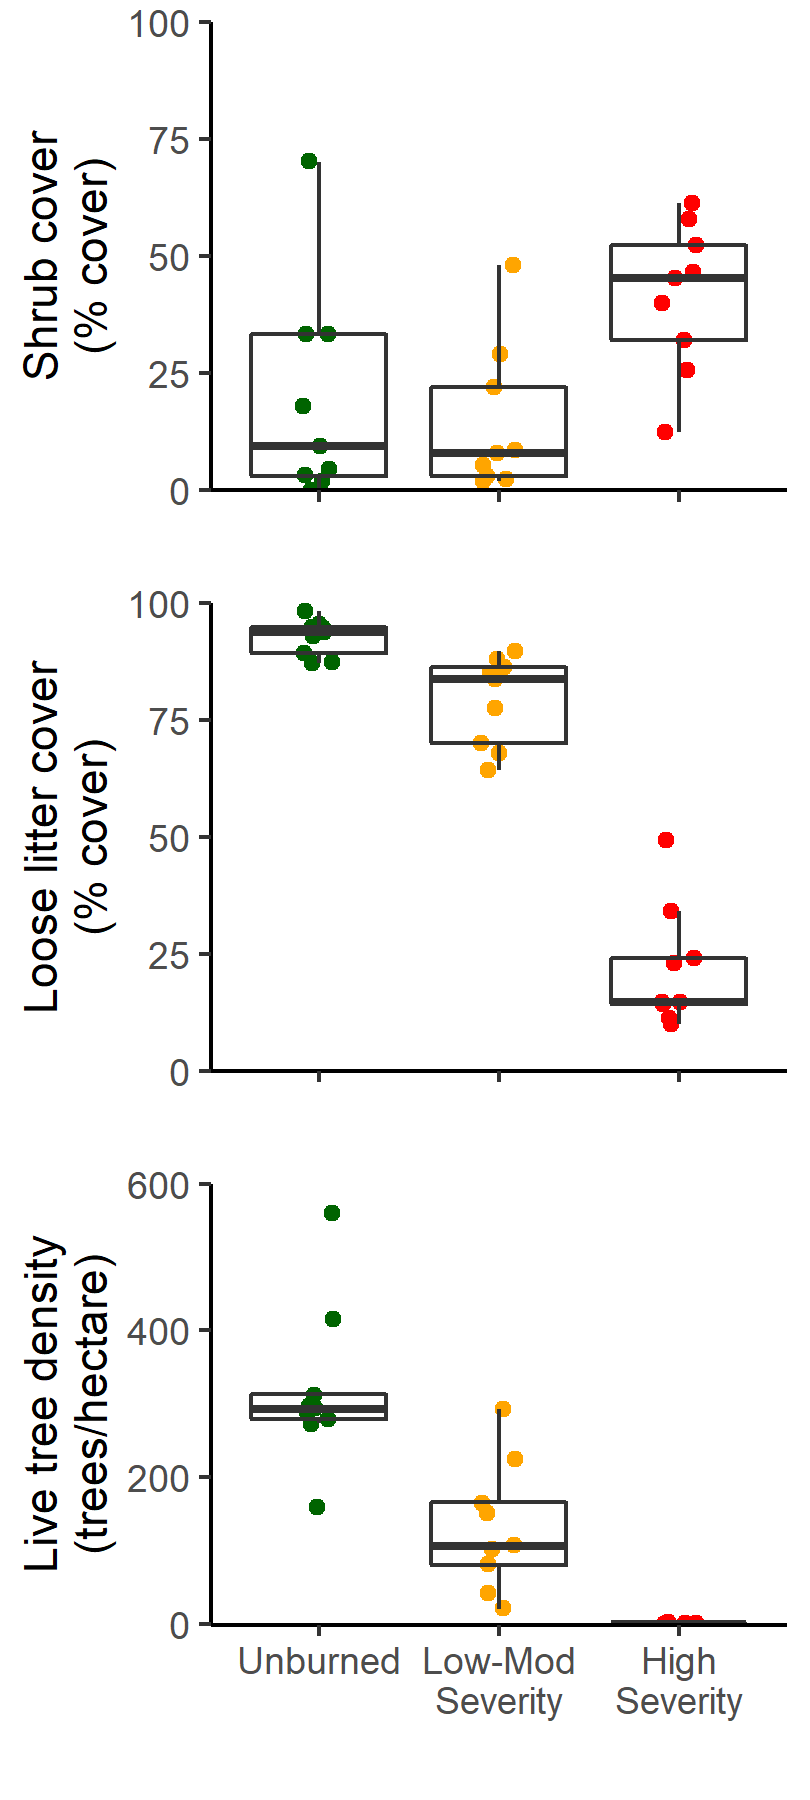 Shrub cover
(% cover)
100
75
50
25
0
Loose litter cover
(% cover)
100
75
50
25
0
Live tree density
(trees/hectare)
600
400
200
0
Unburned
Low-Mod
Severity
High
Severity